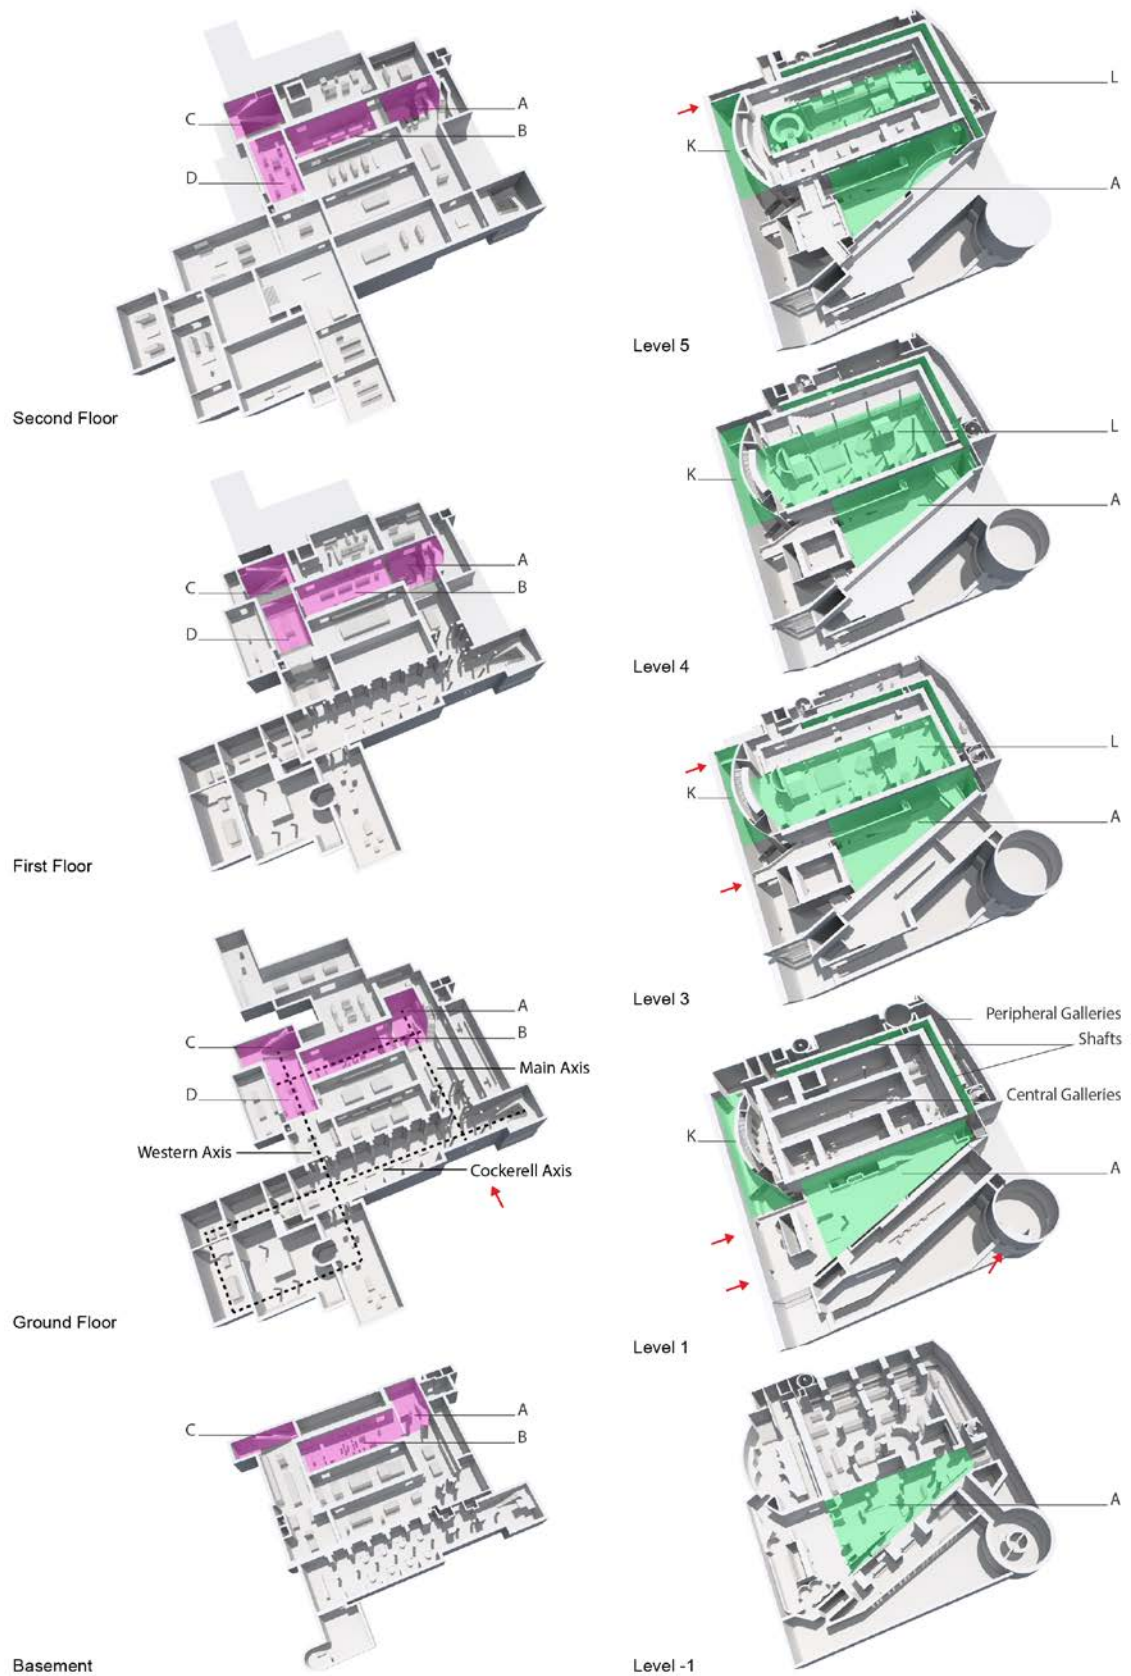 C
A
B
D
Second Floor
C
A
B
D
First Floor
C
A
B
Main Axis
D
Western Axis
Cockerell Axis
Ground Floor
C
A
B
Basement
L
K
A
Level 5
L
K
A
Level 4
L
K
A
Level 3
Peripheral Galleries
Shafts
Central Galleries
K
A
Level 1
A
Level -1